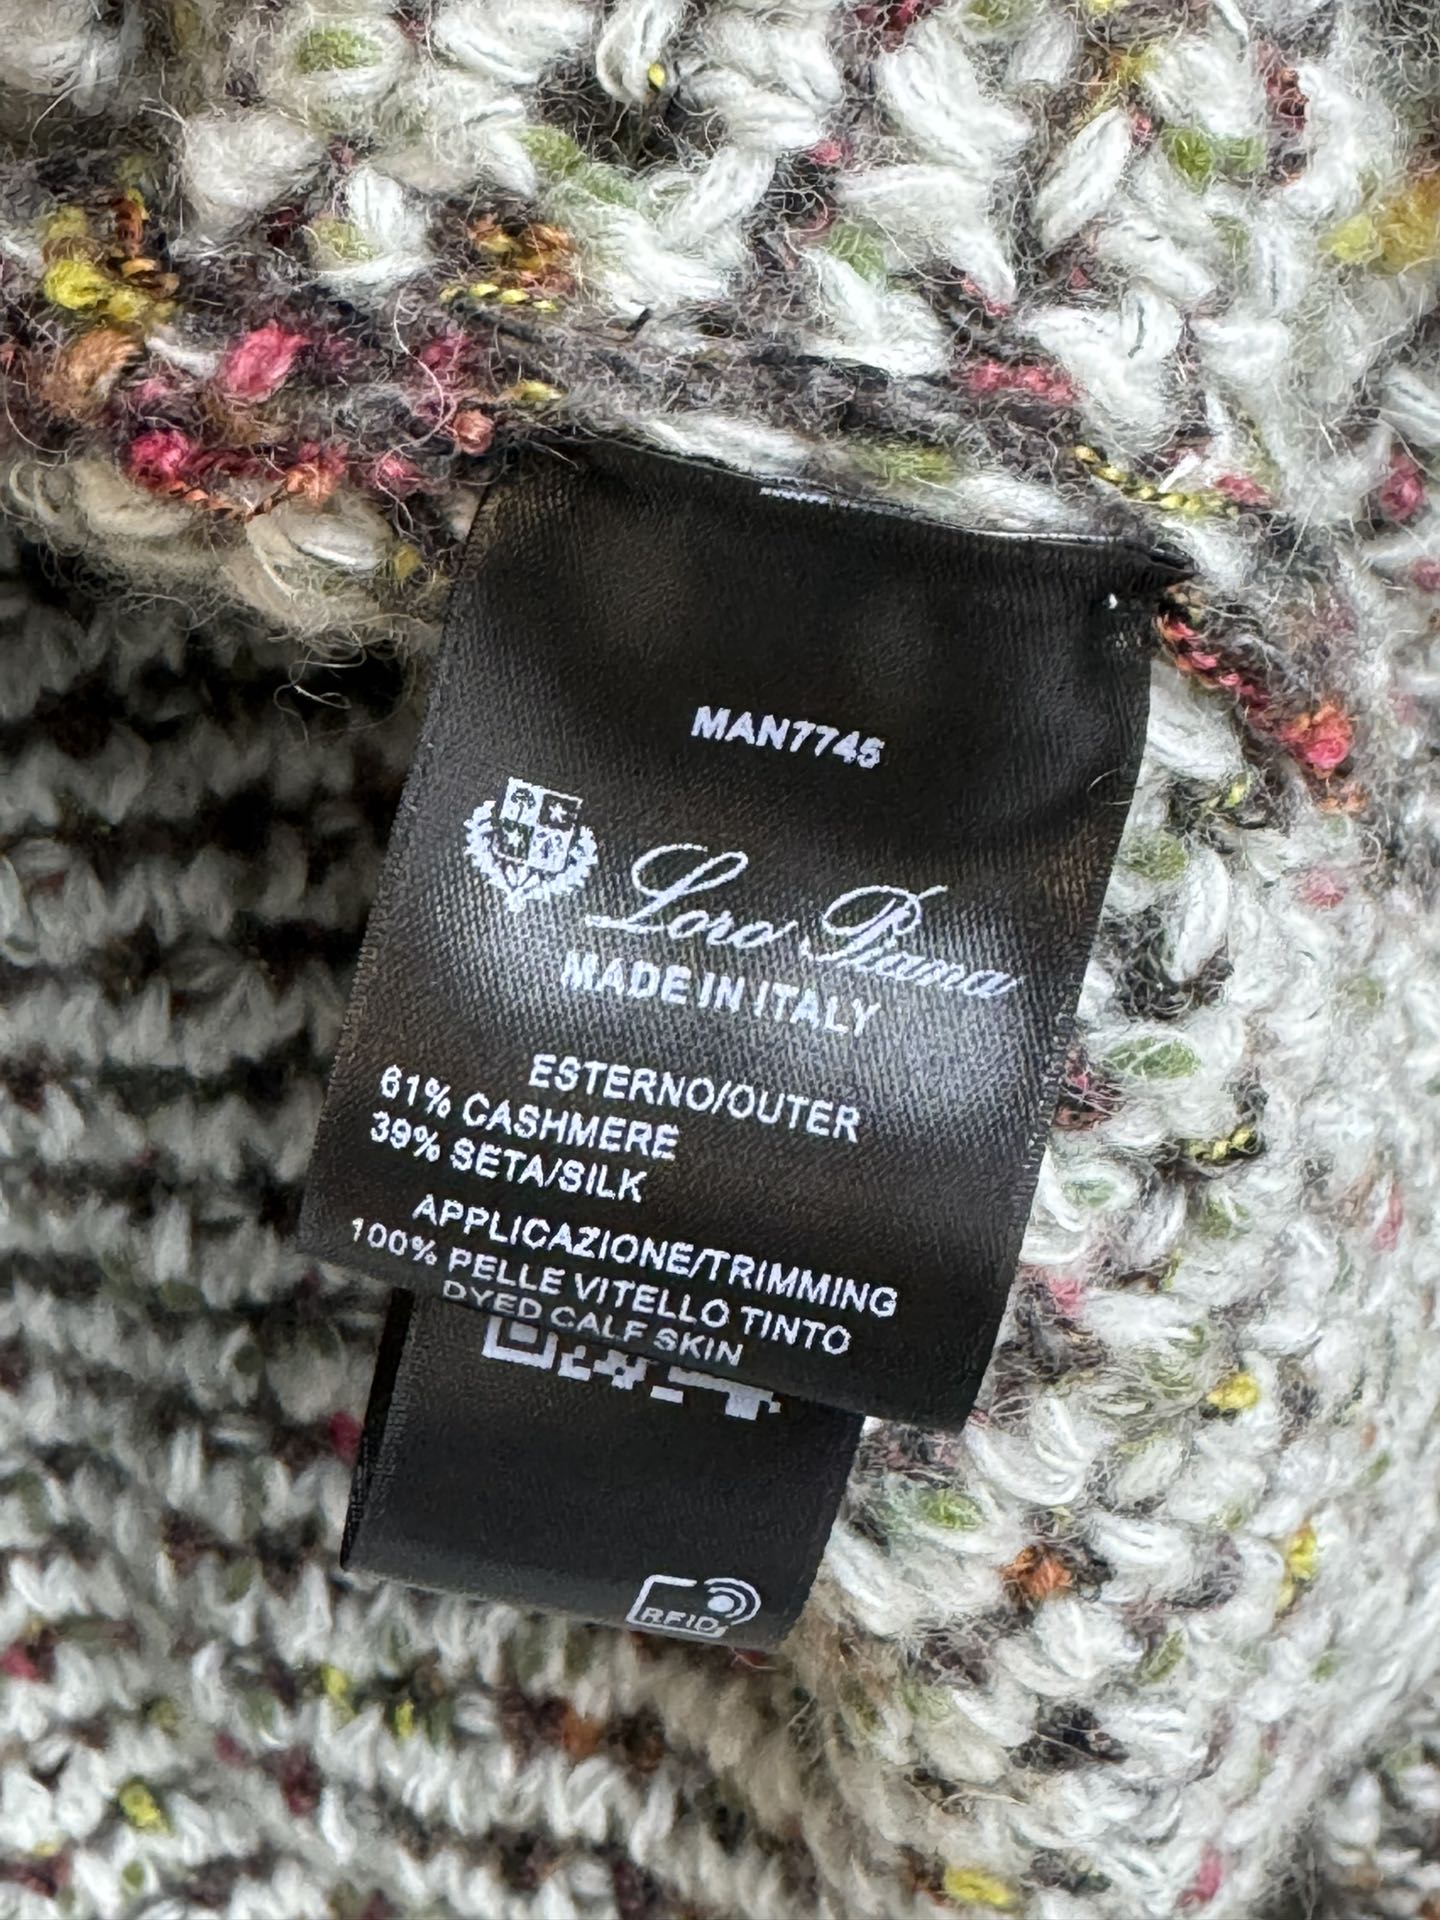 MAN7745
Loro Piana
MADE IN ITALY
ESTERNO/OUTER
61% CASHMERE
39% SETA/SILK
APPLICAZIONE/TRIMMING
100% PELLE VITELLO TINTO
DYED CALF SKIN
RFID